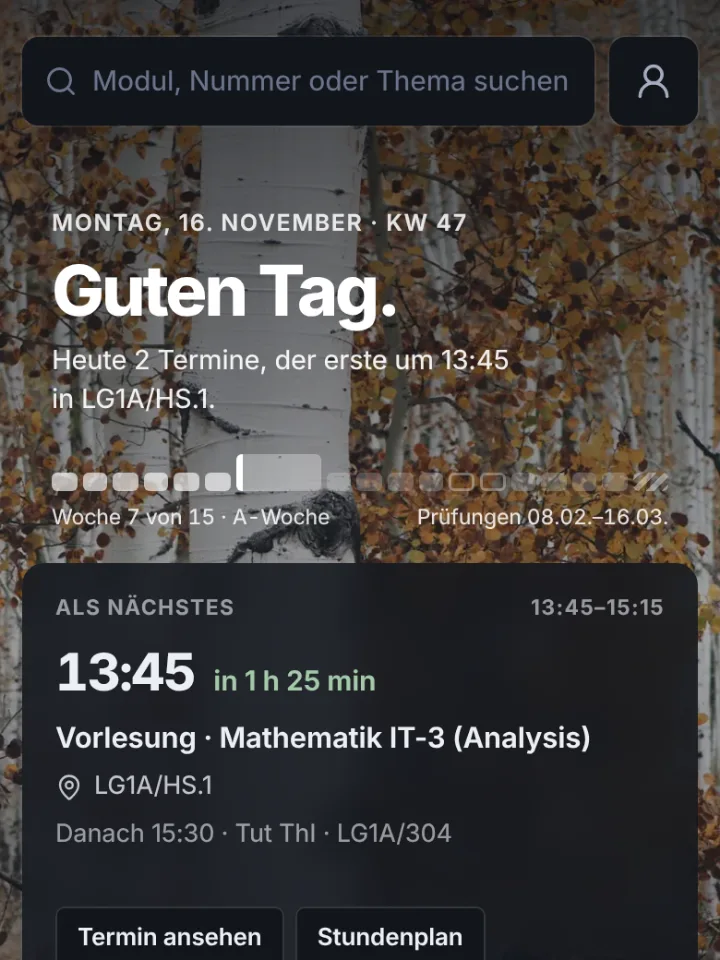 Modul, Nummer oder Thema suchen
MONTAG, 16. NOVEMBER · KW 47
Guten Tag.
Heute 2 Termine, der erste um 13:45
in LG1A/HS.1.
Woche 7 von 15 · A-Woche
Prüfungen 08.02.–16.03.
ALS NÄCHSTES
13:45–15:15
13:45 in 1 h 25 min
Vorlesung · Mathematik IT-3 (Analysis)
LG1A/HS.1
Danach 15:30 · Tut ThI · LG1A/304
Termin ansehen
Stundenplan